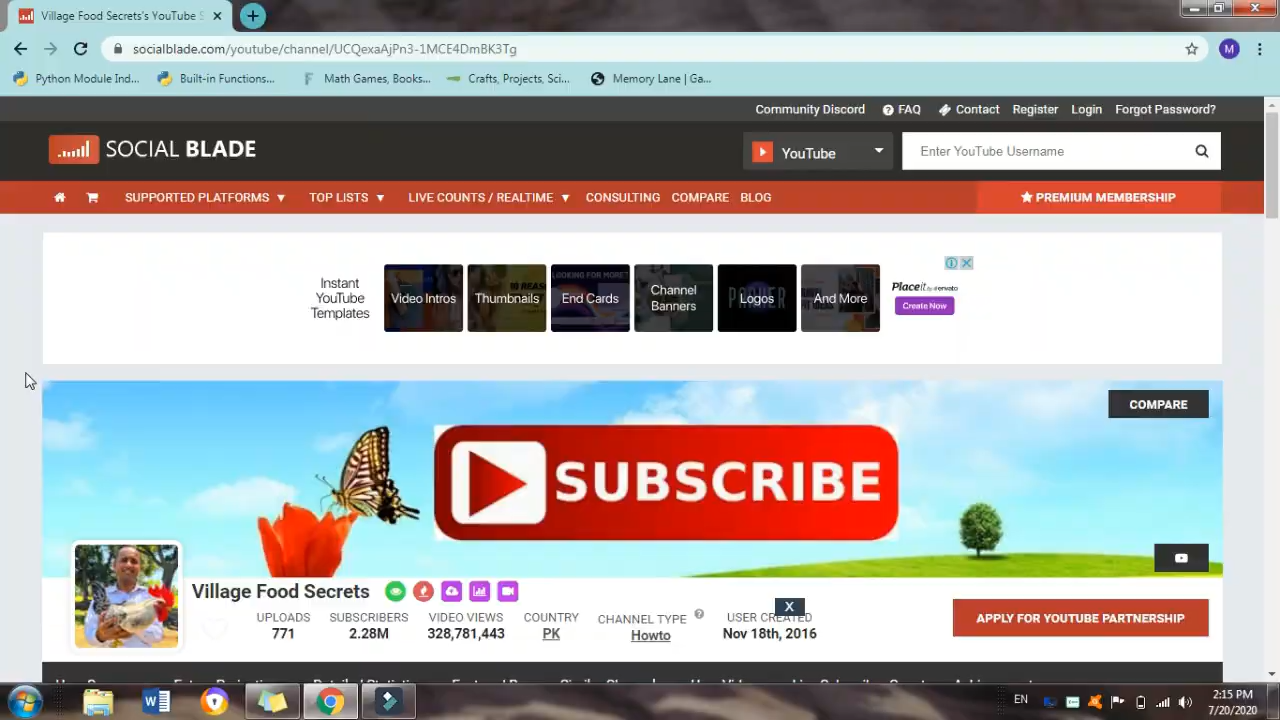 Village Food Secrets's YouTube S
socialblade.com/youtube/channel/UCQexaAjPn3-1MCE4DmBK3Tg
M
Python Module Ind... Built-in Functions... Math Games, Books... Crafts, Projects, Sci... Memory Lane | Ga...
Community Discord FAQ Contact Register Login Forgot Password?
SOCIAL BLADE YouTube Enter YouTube Username
SUPPORTED PLATFORMS TOP LISTS LIVE COUNTS / REALTIME CONSULTING COMPARE BLOG PREMIUM MEMBERSHIP
Instant
YouTube
Templates
Video Intros
Thumbnails
LOOKING FOR MORE?
End Cards
Channel
Banners
Logos
And More
Placeit by envato
Create Now
COMPARE
SUBSCRIBE
Village Food Secrets
UPLOADS SUBSCRIBERS VIDEO VIEWS COUNTRY CHANNEL TYPE USER CREATED
771 2.28M 328,781,443 PK Howto Nov 18th, 2016
X
APPLY FOR YOUTUBE PARTNERSHIP
EN
2:15 PM
7/20/2020